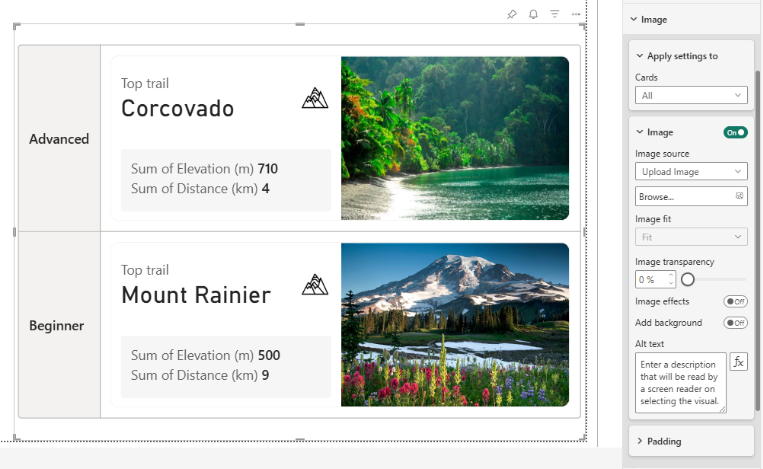 Advanced
Top trail
Corcovado
Sum of Elevation (m) 710
Sum of Distance (km) 4
Beginner
Top trail
Mount Rainier
Sum of Elevation (m) 500
Sum of Distance (km) 9
Image
Apply settings to
Cards
All
Image
On
Image source
Upload Image
Browse...
Image fit
Fit
Image transparency
0 %
Image effects
Off
Add background
Off
Alt text
Enter a description
that will be read by
a screen reader on
selecting the visual.
fx
Padding